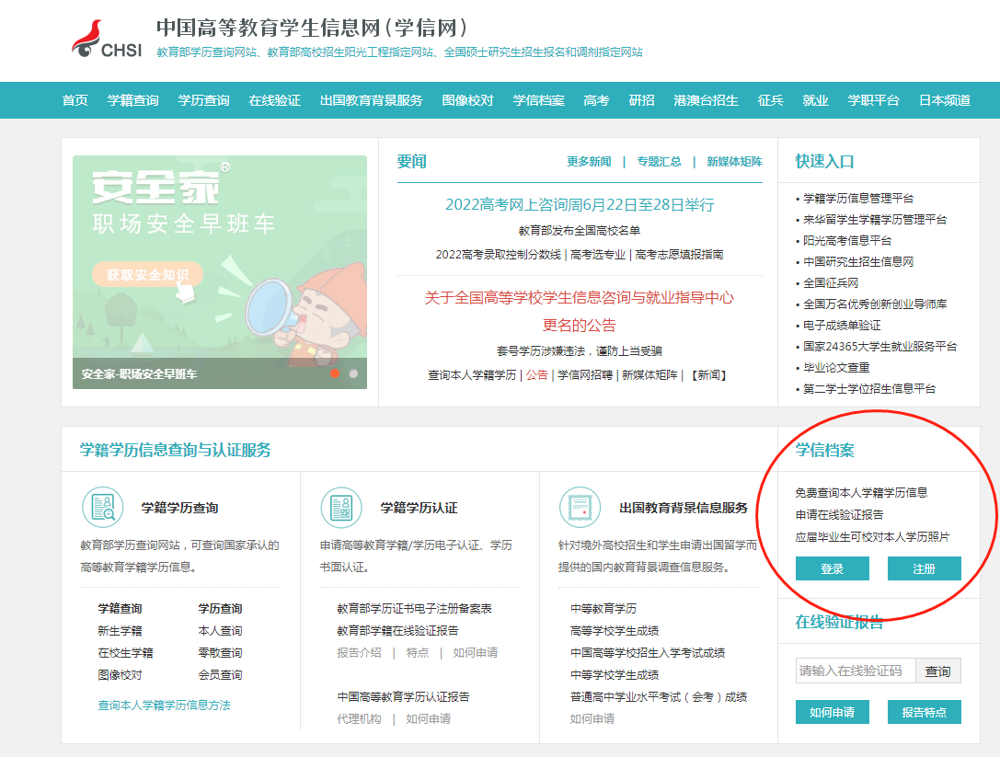 CHSI
中国高等教育学生信息网（学信网）
教育部学历查询网站、教育部高校招生阳光工程指定网站、全国硕士研究生招生报名和调剂指定网站
首页 学籍查询 学历查询 在线验证 出国教育背景服务 图像校对 学信档案 高考 研招 港澳台招生 征兵 就业 学职平台 日本频道
安全家®
职场安全早班车
获取安全知识
安全家-职场安全早班车
要闻
更多新闻 | 专题汇总 | 新媒体矩阵
2022高考网上咨询周6月22日至28日举行
教育部发布全国高校名单
2022高考录取控制分数线 | 高考选专业 | 高考志愿填报指南
关于全国高等学校学生信息咨询与就业指导中心
更名的公告
套号学历涉嫌违法，谨防上当受骗
查询本人学籍学历 | 公告 | 学信网招聘 | 新媒体矩阵 | 【新闻】
快速入口
• 学籍学历信息管理平台
• 来华留学生学籍学历管理平台
• 阳光高考信息平台
• 中国研究生招生信息网
• 全国征兵网
• 全国万名优秀创新创业导师库
• 电子成绩单验证
• 国家24365大学生就业服务平台
• 毕业论文查重
• 第二学士学位招生信息平台
学籍学历信息查询与认证服务
学籍学历查询
教育部学历查询网站，可查询国家承认的
高等教育学籍学历信息。
学籍查询 学历查询
新生学籍 本人查询
在校生学籍 零散查询
图像校对 会员查询
查询本人学籍学历信息方法
学籍学历认证
申请高等教育学籍/学历电子认证、学历
书面认证。
教育部学历证书电子注册备案表
教育部学籍在线验证报告
报告介绍 | 特点 | 如何申请
中国高等教育学历认证报告
代理机构 | 如何申请
出国教育背景信息服务
针对境外高校招生和学生申请出国留学而
提供的国内教育背景调查信息服务。
中等教育学历
高等学校学生成绩
中国高等学校招生入学考试成绩
中等学校学生成绩
普通高中学业水平考试（会考）成绩
如何申请
学信档案
免费查询本人学籍学历信息
申请在线验证报告
应届毕业生可校对本人学历照片
登录 注册
在线验证报告
请输入在线验证码 查询
如何申请 报告特点